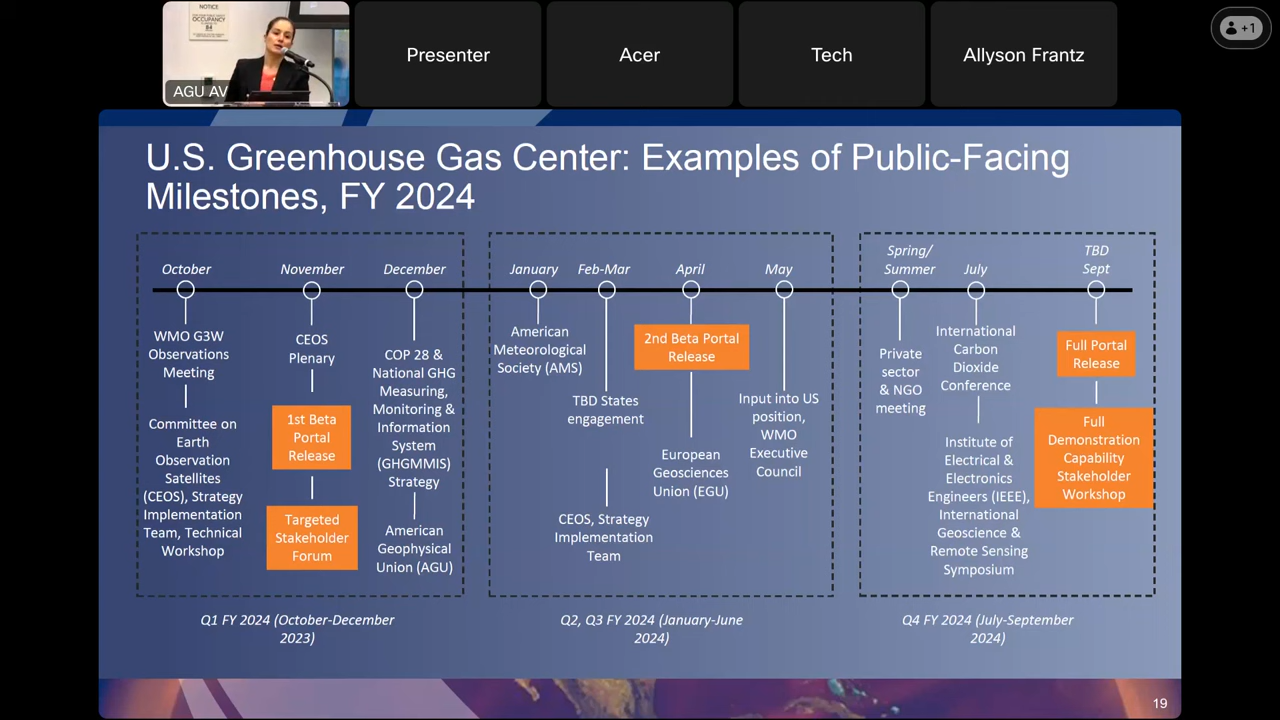 NOTICE
OCCUPANCY
84
AGU AV
Presenter
Acer
Tech
Allyson Frantz
+1
U.S. Greenhouse Gas Center: Examples of Public-Facing
Milestones, FY 2024
October
WMO G3W
Observations
Meeting
Committee on
Earth
Observation
Satellites
(CEOS), Strategy
Implementation
Team, Technical
Workshop
November
CEOS
Plenary
1st Beta
Portal
Release
Targeted
Stakeholder
Forum
December
COP 28 &
National GHG
Measuring,
Monitoring &
Information
System
(GHGMMIS)
Strategy
American
Geophysical
Union (AGU)
Q1 FY 2024 (October-December
2023)
January
American
Meteorological
Society (AMS)
Feb-Mar
TBD States
engagement
CEOS, Strategy
Implementation
Team
April
2nd Beta Portal
Release
European
Geosciences
Union (EGU)
May
Input into US
position,
WMO
Executive
Council
Q2, Q3 FY 2024 (January-June
2024)
Spring/
Summer
Private
sector
& NGO
meeting
July
International
Carbon
Dioxide
Conference
Institute of
Electrical &
Electronics
Engineers (IEEE),
International
Geoscience &
Remote Sensing
Symposium
TBD
Sept
Full Portal
Release
Full
Demonstration
Capability
Stakeholder
Workshop
Q4 FY 2024 (July-September
2024)
19